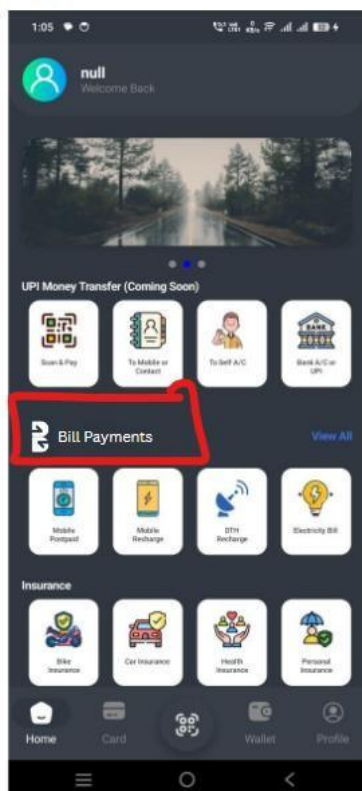 1:05
null
Welcome Back
UPI Money Transfer (Coming Soon)
Scan & Pay
To Mobile or
Contact
To Self A/C
BANK
Bank A/C or
UPI
Bill Payments
View All
Mobile
Postpaid
Mobile
Recharge
DTH
Recharge
Electricity Bill
Insurance
Bike
Insurance
Car Insurance
Health
Insurance
Personal
Insurance
Home
Card
Wallet
Profile